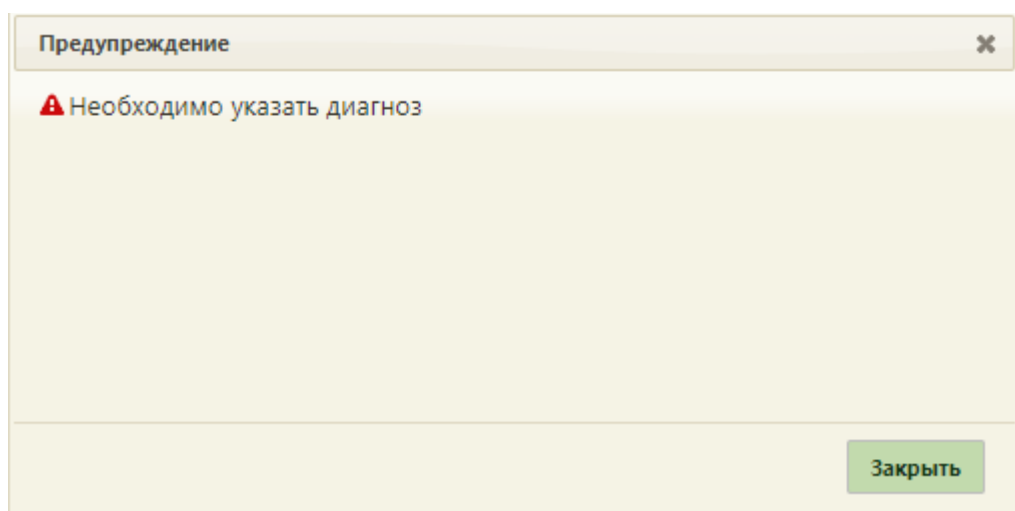 Предупреждение
Необходимо указать диагноз
Закрыть